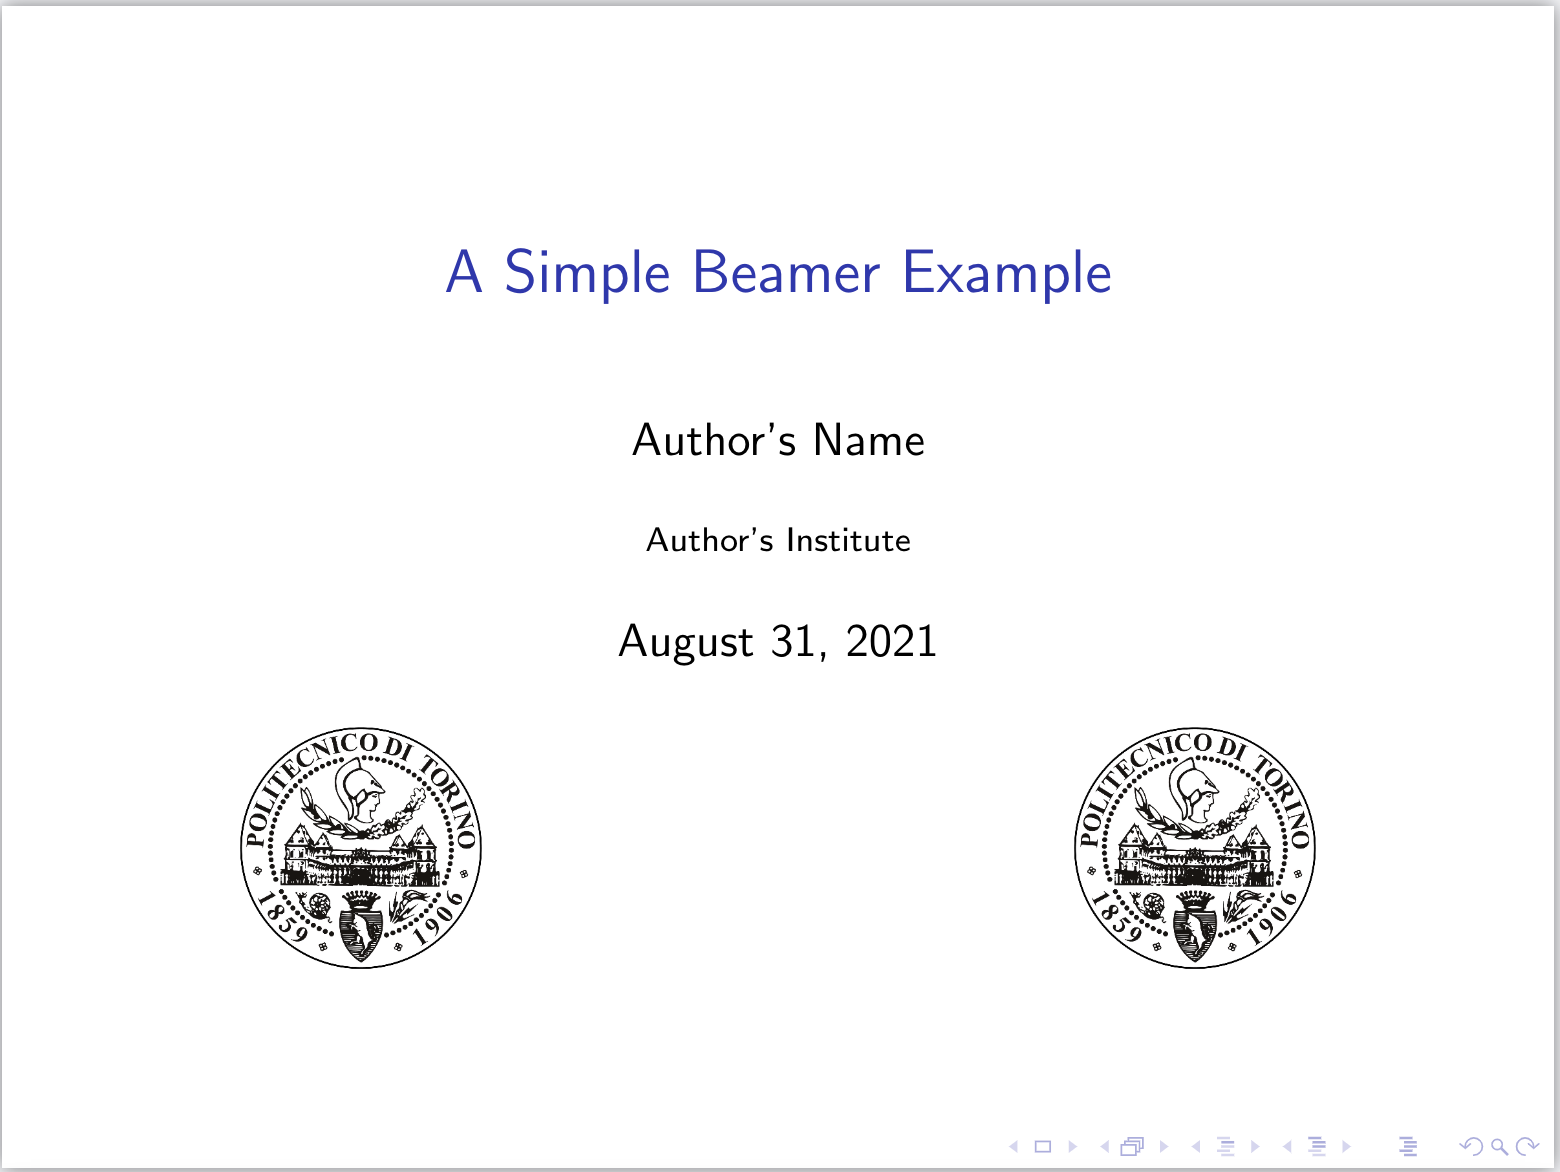 A Simple Beamer Example
Author's Name
Author's Institute
August 31, 2021
POLITECNICO DI TORINO
1859 1906
POLITECNICO DI TORINO
1859 1906